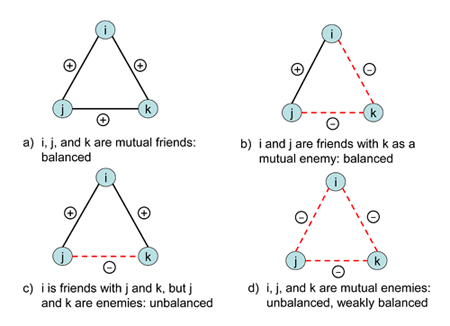 i
+ +
j k
+
a) i, j, and k are mutual friends:
balanced
i
+ -
j k
-
b) i and j are friends with k as a
mutual enemy: balanced
i
+ +
j k
-
c) i is friends with j and k, but j
and k are enemies: unbalanced
i
- -
j k
-
d) i, j, and k are mutual enemies:
unbalanced, weakly balanced